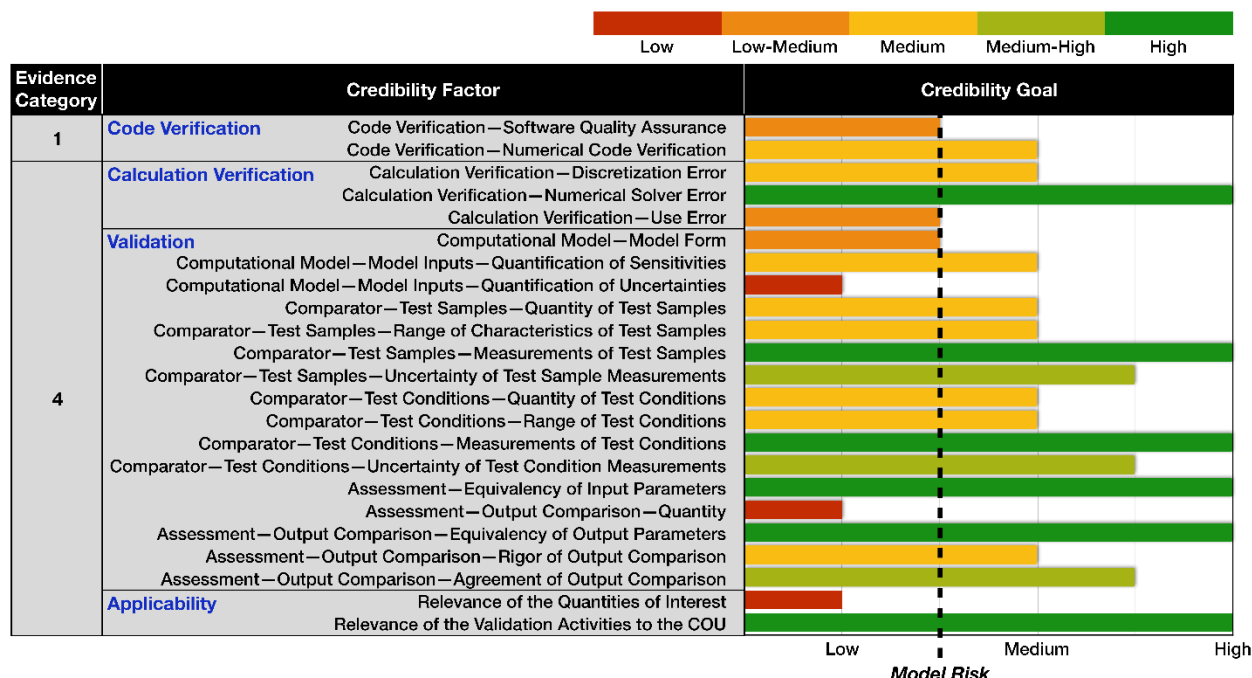 Low Low-Medium Medium Medium-High High
Evidence Category Credibility Factor Credibility Goal
1 Code Verification Code Verification—Software Quality Assurance
Code Verification—Numerical Code Verification
4 Calculation Verification Calculation Verification—Discretization Error
Calculation Verification—Numerical Solver Error
Calculation Verification—Use Error
Validation Computational Model—Model Form
Computational Model—Model Inputs—Quantification of Sensitivities
Computational Model—Model Inputs—Quantification of Uncertainties
Comparator—Test Samples—Quantity of Test Samples
Comparator—Test Samples—Range of Characteristics of Test Samples
Comparator—Test Samples—Measurements of Test Samples
Comparator—Test Samples—Uncertainty of Test Sample Measurements
Comparator—Test Conditions—Quantity of Test Conditions
Comparator—Test Conditions—Range of Test Conditions
Comparator—Test Conditions—Measurements of Test Conditions
Comparator—Test Conditions—Uncertainty of Test Condition Measurements
Assessment—Equivalency of Input Parameters
Assessment—Output Comparison—Quantity
Assessment—Output Comparison—Equivalency of Output Parameters
Assessment—Output Comparison—Rigor of Output Comparison
Assessment—Output Comparison—Agreement of Output Comparison
Applicability Relevance of the Quantities of Interest
Relevance of the Validation Activities to the COU
Low Medium High
Model Risk